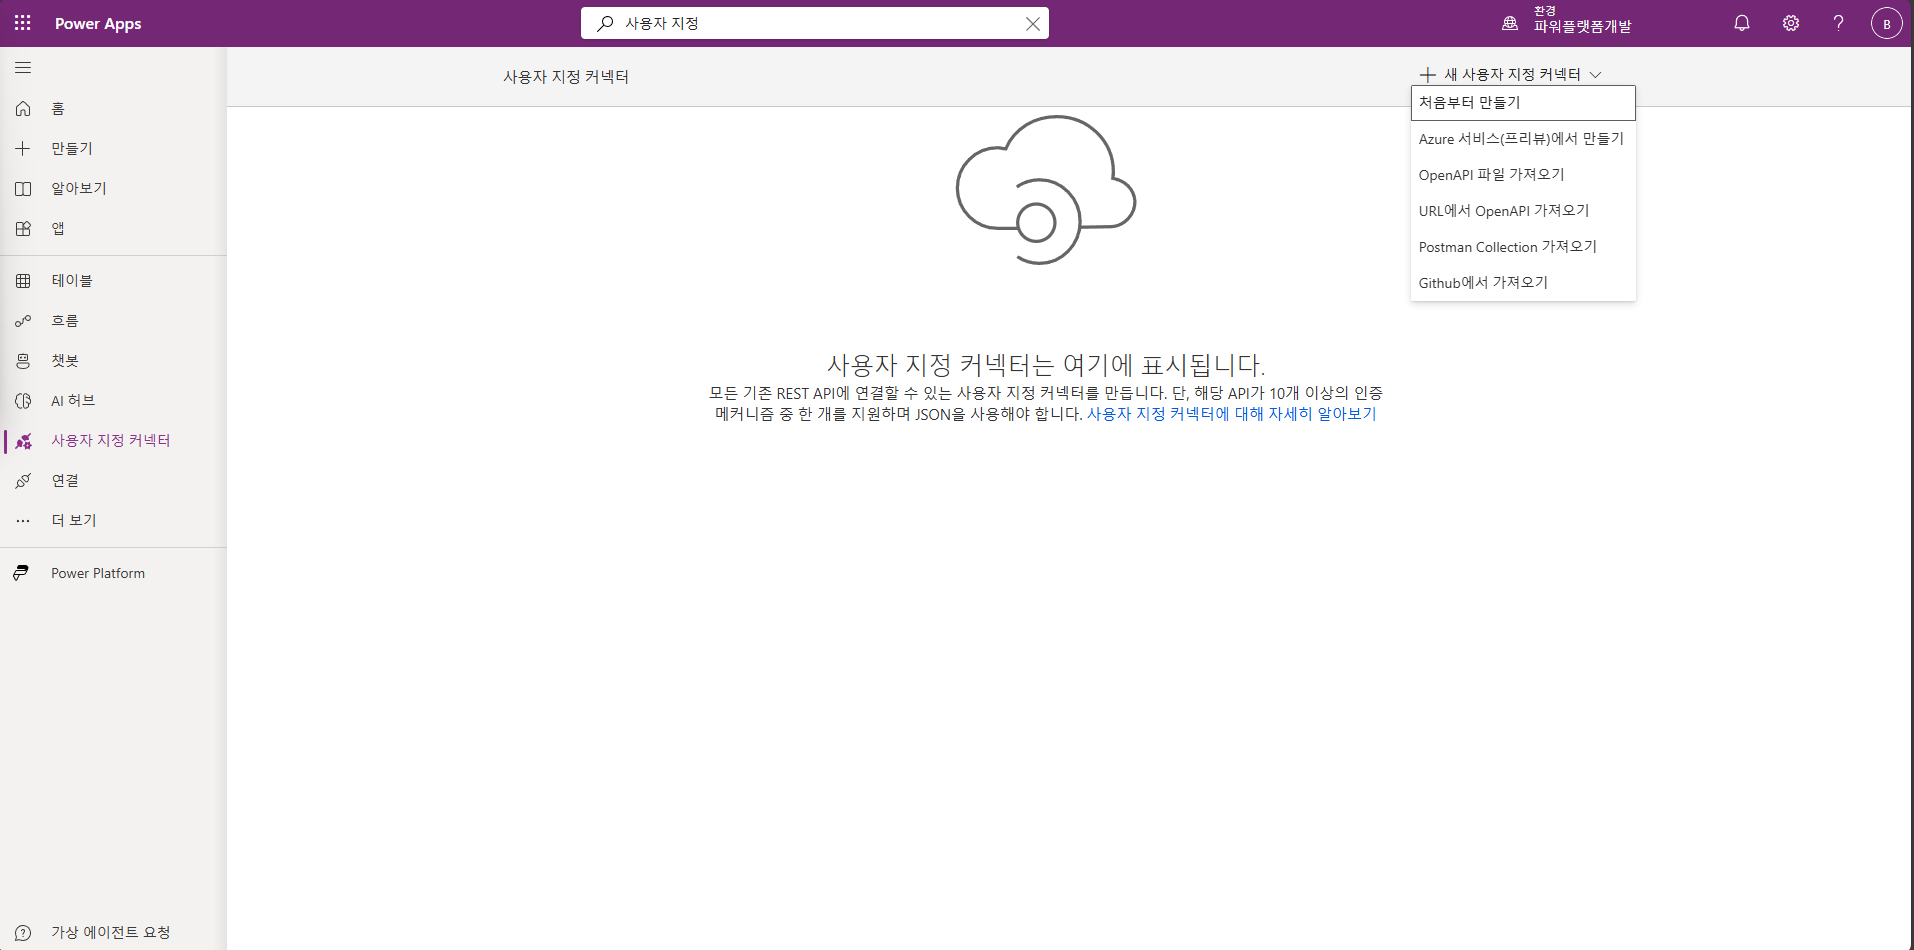 Power Apps
사용자 지정
환경
파워플랫폼개발
B
홈
만들기
알아보기
앱
테이블
흐름
챗봇
AI 허브
사용자 지정 커넥터
연결
더 보기
Power Platform
가상 에이전트 요청
사용자 지정 커넥터
새 사용자 지정 커넥터
처음부터 만들기
Azure 서비스(프리뷰)에서 만들기
OpenAPI 파일 가져오기
URL에서 OpenAPI 가져오기
Postman Collection 가져오기
Github에서 가져오기
사용자 지정 커넥터는 여기에 표시됩니다.
모든 기존 REST API에 연결할 수 있는 사용자 지정 커넥터를 만듭니다. 단, 해당 API가 10개 이상의 인증
메커니즘 중 한 개를 지원하며 JSON을 사용해야 합니다. 사용자 지정 커넥터에 대해 자세히 알아보기